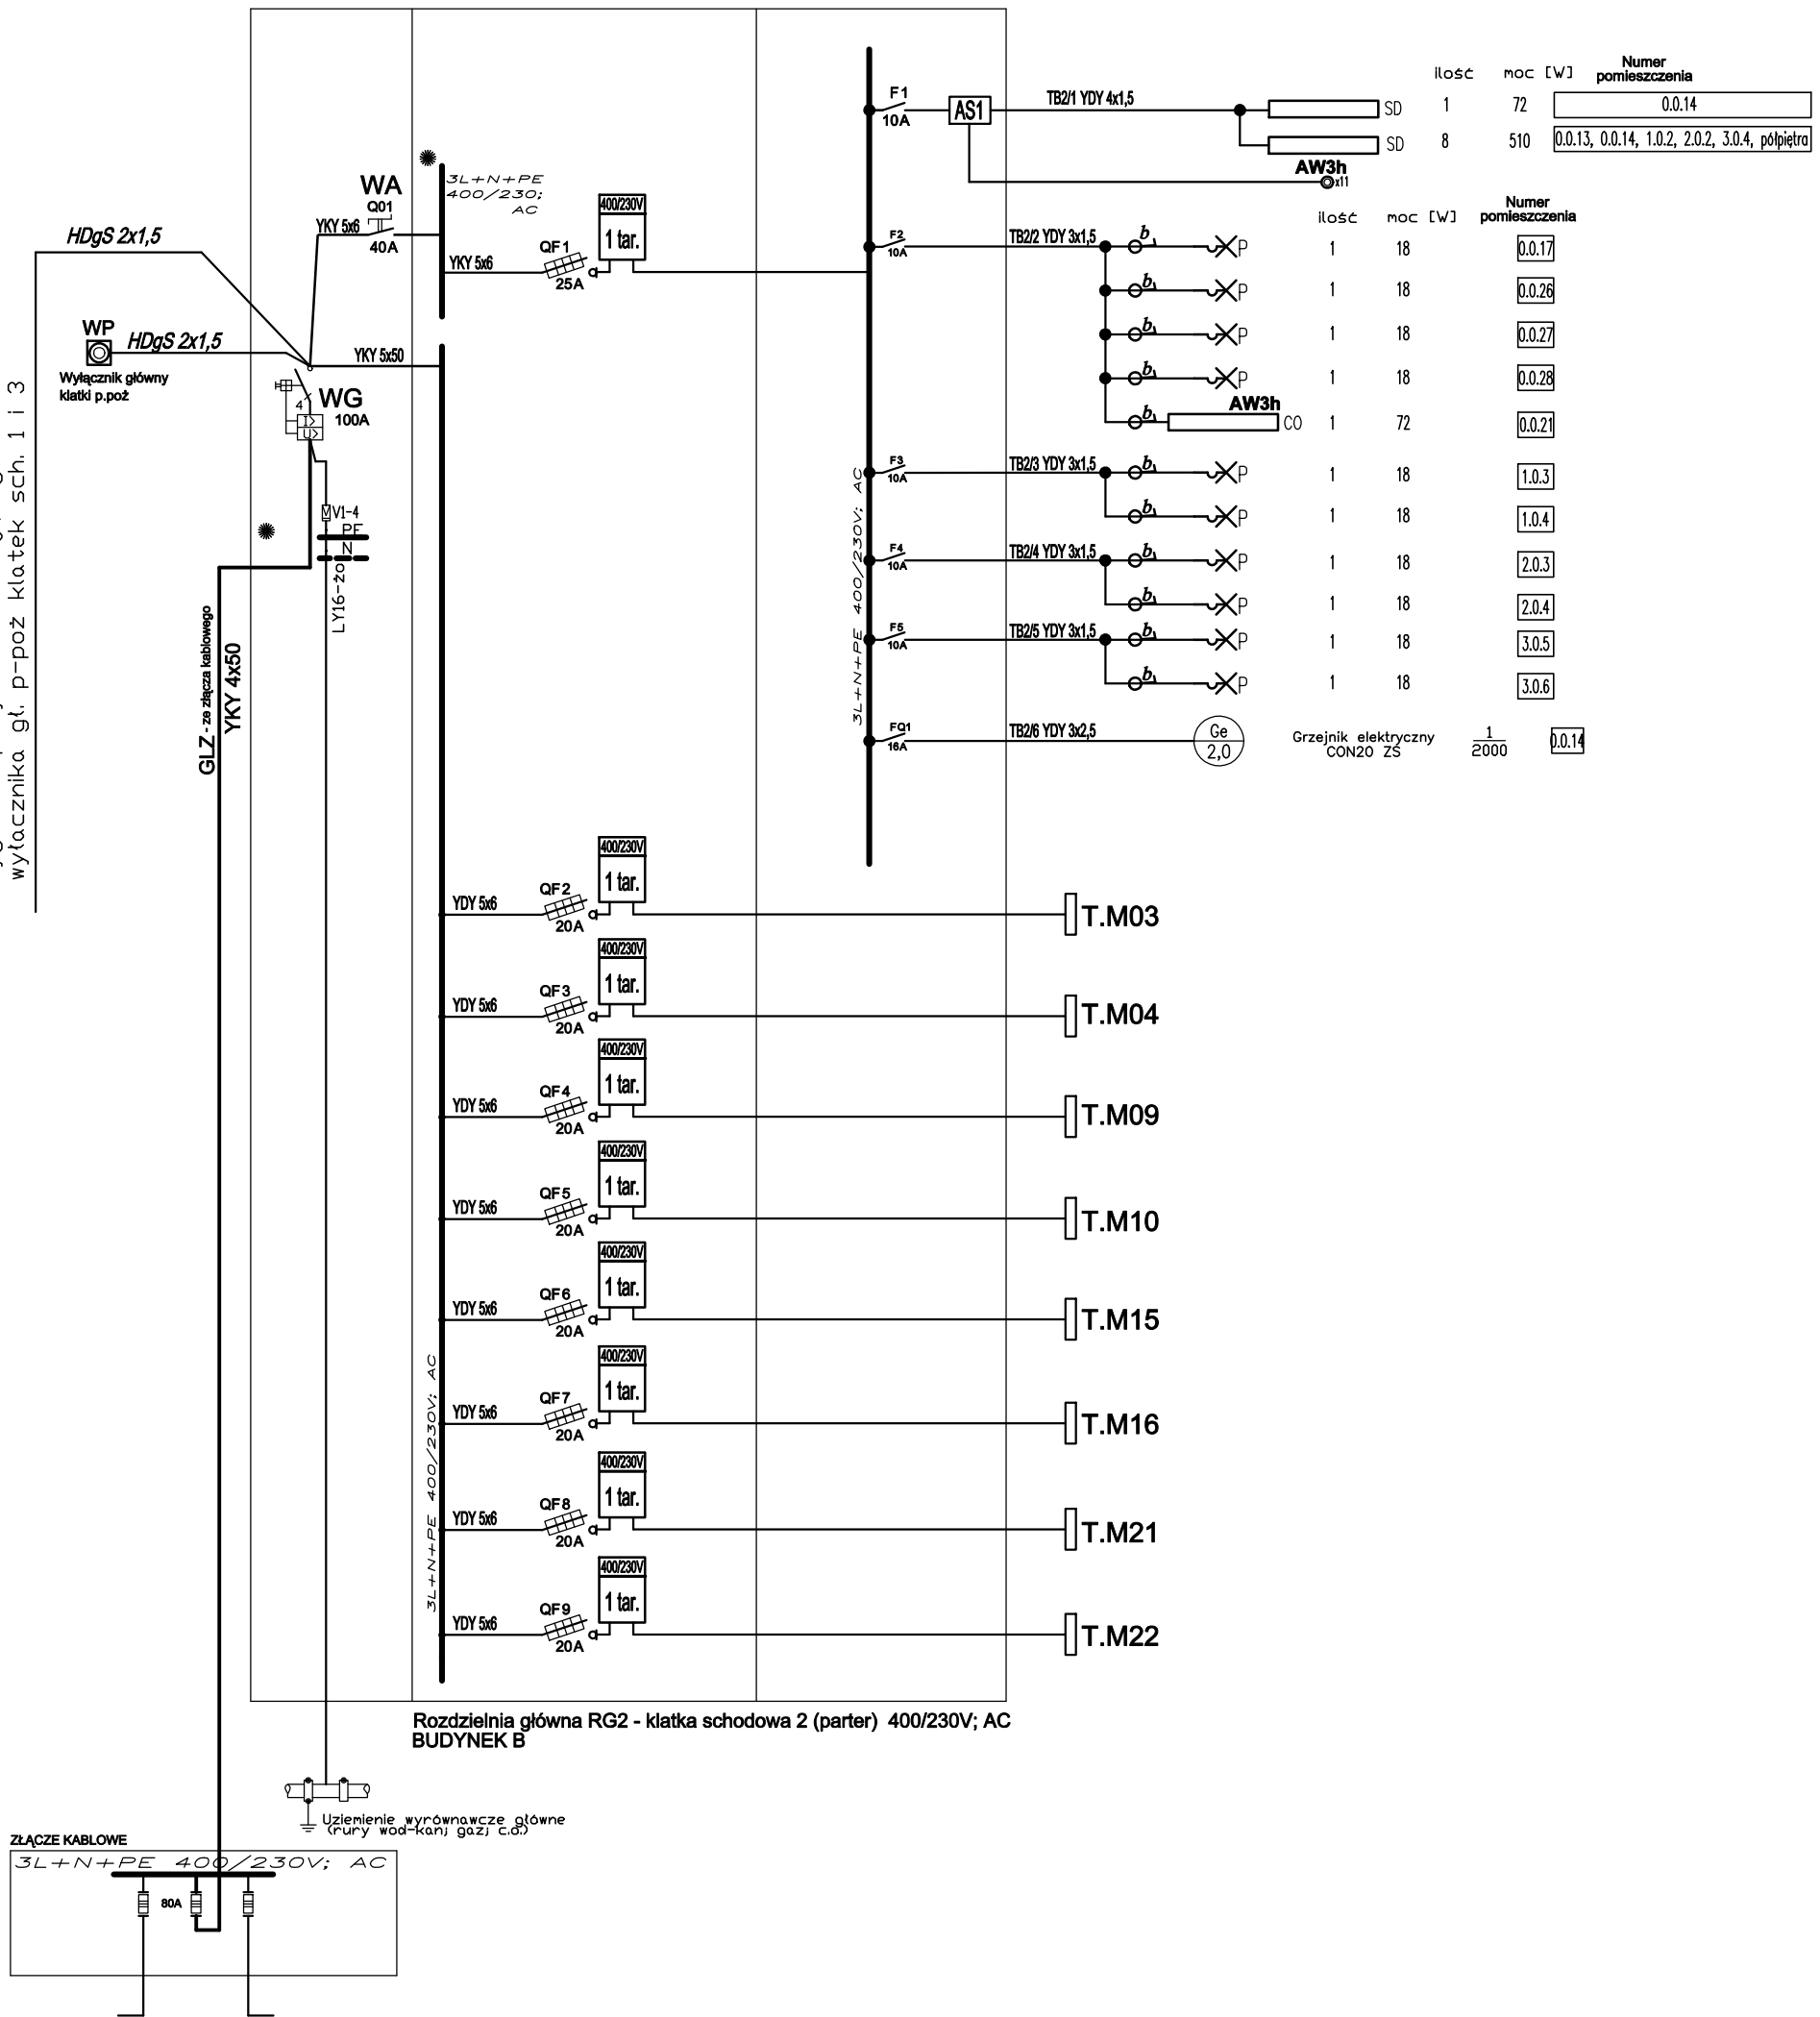 ilość moc [W] Numer
pomieszczenia
F1
10A
AS1
TB2/1 YDY 4x1,5
SD 1 72 0.0.14
SD 8 510 0.0.13, 0.0.14, 1.0.2, 2.0.2, 3.0.4, półpiętra
AW3h
x11
ilość moc [W] Numer
pomieszczenia
F2
10A
TB2/2 YDY 3x1,5
b P 1 18 0.0.17
b P 1 18 0.0.26
b P 1 18 0.0.27
b P 1 18 0.0.28
AW3h
b CO 1 72 0.0.21
F3
10A
TB2/3 YDY 3x1,5
b P 1 18 1.0.3
b P 1 18 1.0.4
F4
10A
TB2/4 YDY 3x1,5
b P 1 18 2.0.3
b P 1 18 2.0.4
F5
10A
TB2/5 YDY 3x1,5
b P 1 18 3.0.5
b P 1 18 3.0.6
FQ1
16A
TB2/6 YDY 3x2,5
Ge
2,0
Grzejnik elektryczny
CON20 ZS
1
2000
0.0.14
3L+N+PE 400/230V; AC
WA
Q01
YKY 5x6
40A
3L+N+PE
400/230;
AC
YKY 5x6
QF1
25A
400/230V
1 tar.
HDgS 2x1,5
WP
HDgS 2x1,5
Wyłącznik główny
klatki p.poż
YKY 5x50
WG
100A
4
I>
U>
V1-4
PE
N
LY16-żo
wyłacznika gł. p-poż klatek sch. 1 i 3
GLZ - ze złącza kablowego
YKY 4x50
YDY 5x6
QF2
20A
400/230V
1 tar.
T.M03
YDY 5x6
QF3
20A
400/230V
1 tar.
T.M04
YDY 5x6
QF4
20A
400/230V
1 tar.
T.M09
YDY 5x6
QF5
20A
400/230V
1 tar.
T.M10
YDY 5x6
QF6
20A
400/230V
1 tar.
T.M15
YDY 5x6
QF7
20A
400/230V
1 tar.
T.M16
YDY 5x6
QF8
20A
400/230V
1 tar.
T.M21
YDY 5x6
QF9
20A
400/230V
1 tar.
T.M22
3L+N+PE 400/230V; AC
Rozdzielnia główna RG2 - klatka schodowa 2 (parter) 400/230V; AC
BUDYNEK B
Uziemienie wyrównawcze główne
(rury wod-kan; gaz; c.o.)
ZŁĄCZE KABLOWE
3L+N+PE 400/230V; AC
80A